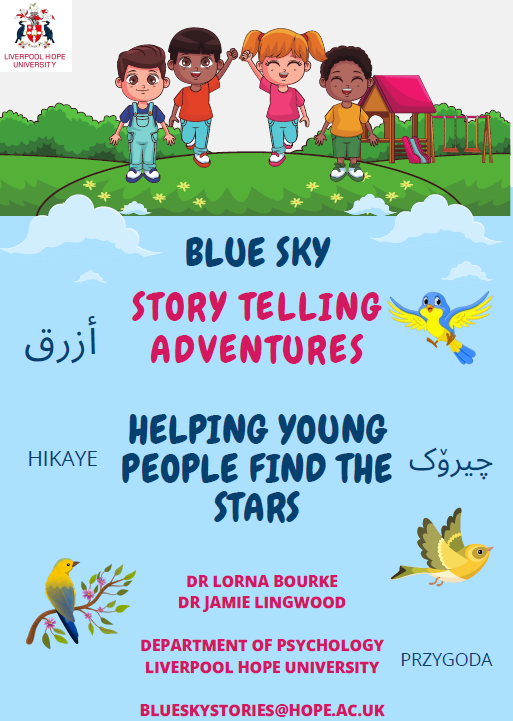 LIVERPOOL HOPE
UNIVERSITY
BLUE SKY
STORY TELLING
ADVENTURES
أزرق
HELPING YOUNG
PEOPLE FIND THE
STARS
HIKAYE
چیرۆک
DR LORNA BOURKE
DR JAMIE LINGWOOD
DEPARTMENT OF PSYCHOLOGY
LIVERPOOL HOPE UNIVERSITY
PRZYGODA
BLUESKYSTORIES@HOPE.AC.UK